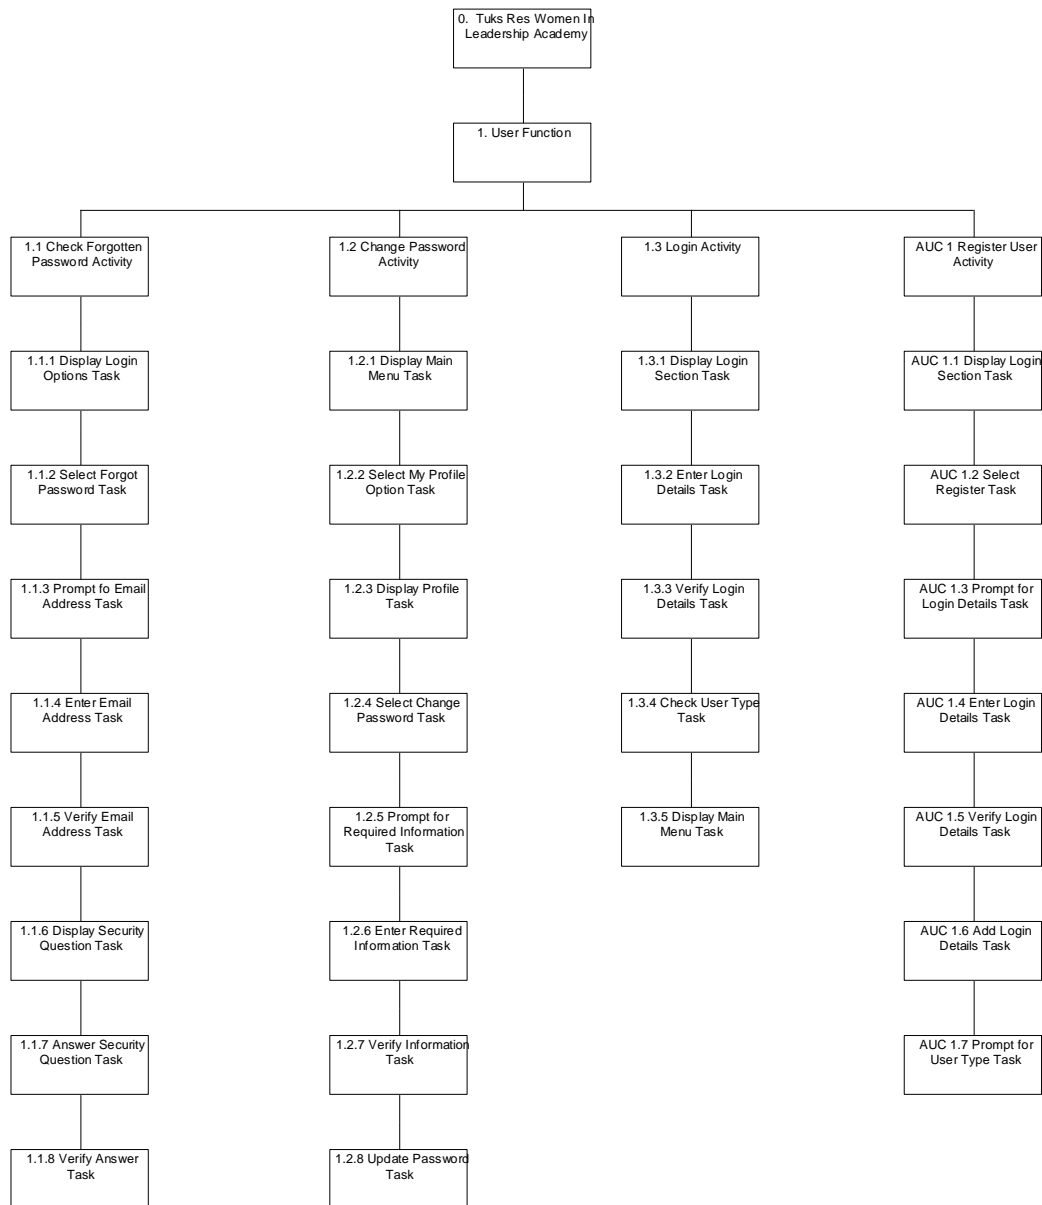 0. Tuks Res Women In
Leadership Academy
1. User Function
1.1 Check Forgotten
Password Activity
1.2 Change Password
Activity
1.3 Login Activity
AUC 1 Register User
Activity
1.1.1 Display Login
Options Task
1.2.1 Display Main
Menu Task
1.3.1 Display Login
Section Task
AUC 1.1 Display Login
Section Task
1.1.2 Select Forgot
Password Task
1.2.2 Select My Profile
Option Task
1.3.2 Enter Login
Details Task
AUC 1.2 Select
Register Task
1.1.3 Prompt fo Email
Address Task
1.2.3 Display Profile
Task
1.3.3 Verify Login
Details Task
AUC 1.3 Prompt for
Login Details Task
1.1.4 Enter Email
Address Task
1.2.4 Select Change
Password Task
1.3.4 Check User Type
Task
AUC 1.4 Enter Login
Details Task
1.1.5 Verify Email
Address Task
1.2.5 Prompt for
Required Information
Task
1.3.5 Display Main
Menu Task
AUC 1.5 Verify Login
Details Task
1.1.6 Display Security
Question Task
1.2.6 Enter Required
Information Task
AUC 1.6 Add Login
Details Task
1.1.7 Answer Security
Question Task
1.2.7 Verify Information
Task
AUC 1.7 Prompt for
User Type Task
1.1.8 Verify Answer
Task
1.2.8 Update Password
Task